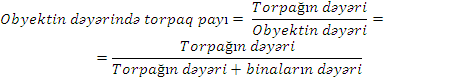 Obyektin dəyərində torpaq payı = Torpağın dəyəri / Obyektin dəyəri =
= Torpağın dəyəri / Torpağın dəyəri + binaların dəyəri